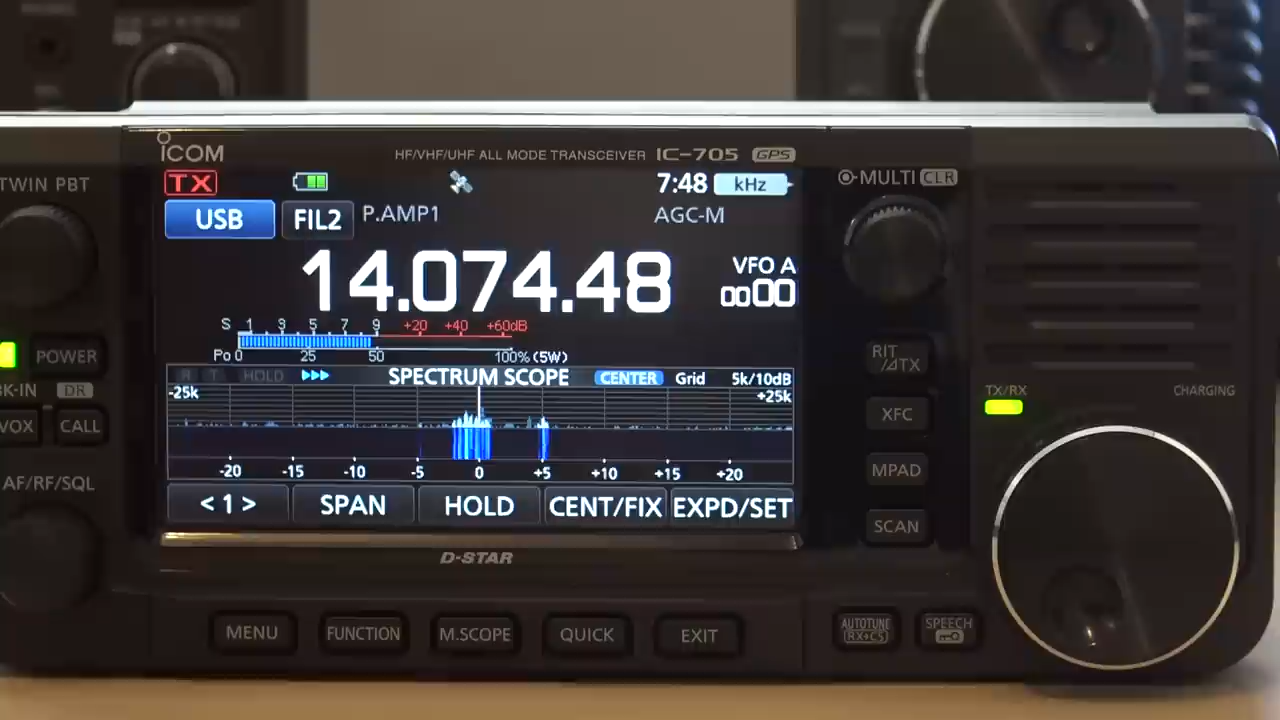 ICOM
HF/VHF/UHF ALL MODE TRANSCEIVER IC-705 GPS
TWIN PBT
TX
7:48 kHz
MULTI CLR
USB FIL2 P.AMP1
AGC-M
14.074.48
VFO A
0000
S 1 3 5 7 9 +20 +40 +60dB
Po 0 25 50 100% (5W)
POWER
RIT
/∂TX
R T HOLD SPECTRUM SCOPE CENTER Grid 5k/10dB
-25k +25k
K-IN DR
TX/RX
CHARGING
VOX CALL
XFC
-20 -15 -10 -5 0 +5 +10 +15 +20
MPAD
AF/RF/SQL
<1> SPAN HOLD CENT/FIX EXPD/SET
SCAN
D-STAR
MENU FUNCTION M.SCOPE QUICK EXIT
AUTOTUNE
RX•CS
SPEECH